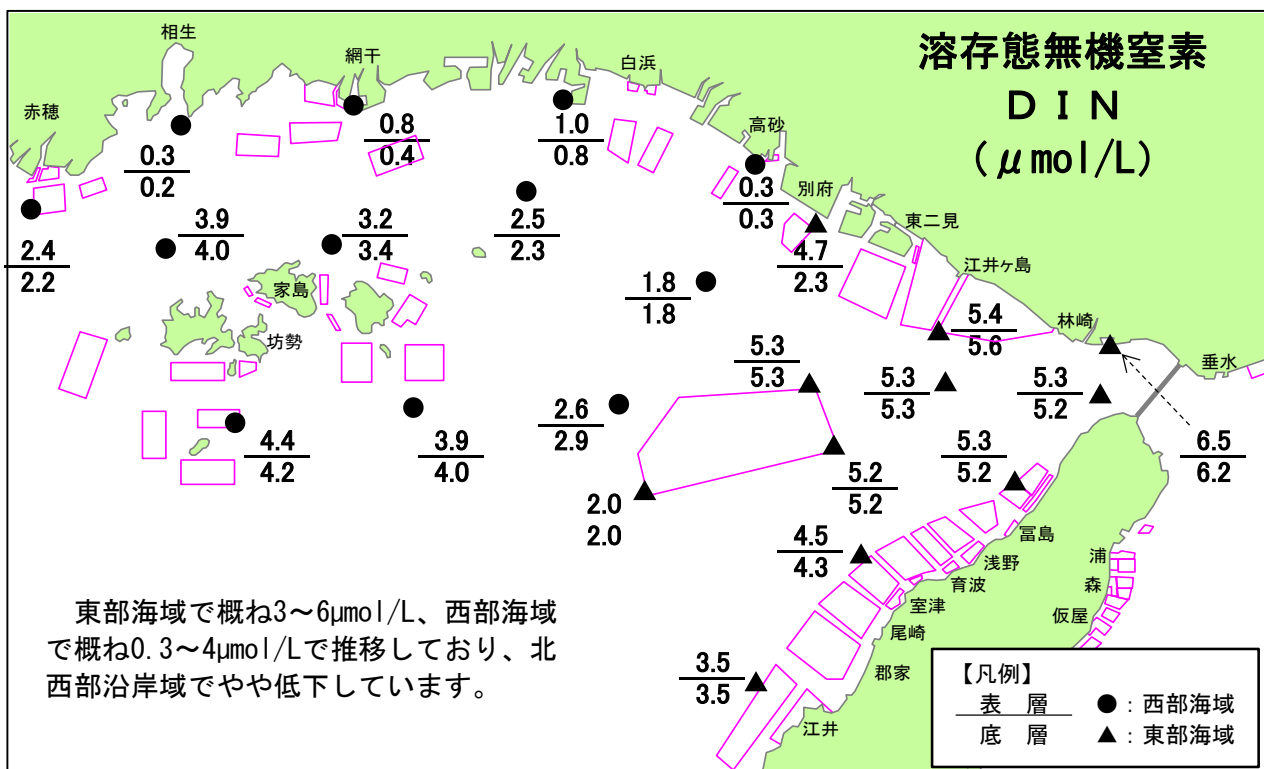 溶存態無機窒素
DIN
(μmol/L)
相生
網干
白浜
赤穂
高砂
別府
東二見
江井ヶ島
林崎
垂水
家島
坊勢
0.3
0.2
0.8
0.4
1.0
0.8
0.3
0.3
2.4
2.2
3.9
4.0
3.2
3.4
2.5
2.3
4.7
2.3
1.8
1.8
5.4
5.6
5.3
5.3
5.3
5.3
5.3
5.2
2.6
2.9
4.4
4.2
3.9
4.0
5.3
5.2
6.5
6.2
5.2
5.2
2.0
2.0
4.5
4.3
3.5
3.5
冨島
浅野
育波
室津
尾崎
郡家
江井
浦
森
仮屋
東部海域で概ね3～6μmol/L、西部海域
で概ね0.3～4μmol/Lで推移しており、北
西部沿岸域でやや低下しています。
【凡例】
表 層 ●：西部海域
底 層 ▲：東部海域